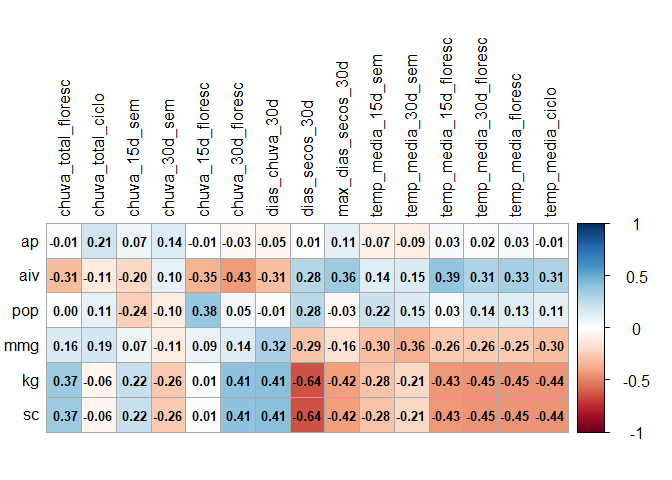 chuva_total_floresc chuva_total_ciclo chuva_15d_sem chuva_30d_sem chuva_15d_floresc chuva_30d_floresc dias_chuva_30d dias_secos_30d max_dias_secos_30d temp_media_15d_sem temp_media_30d_sem temp_media_15d_floresc temp_media_30d_floresc temp_media_floresc temp_media_ciclo
ap -0.01 0.21 0.07 0.14 -0.01 -0.03 -0.05 0.01 0.11 -0.07 -0.09 0.03 0.02 0.03 -0.01
aiv -0.31 -0.11 -0.20 0.10 -0.35 -0.43 -0.31 0.28 0.36 0.14 0.15 0.39 0.31 0.33 0.31
pop 0.00 0.11 -0.24 -0.10 0.38 0.05 -0.01 0.28 -0.03 0.22 0.15 0.03 0.14 0.13 0.11
mmg 0.16 0.19 0.07 -0.11 0.09 0.14 0.32 -0.29 -0.16 -0.30 -0.36 -0.26 -0.26 -0.25 -0.30
kg 0.37 -0.06 0.22 -0.26 0.01 0.41 0.41 -0.64 -0.42 -0.28 -0.21 -0.43 -0.45 -0.45 -0.44
sc 0.37 -0.06 0.22 -0.26 0.01 0.41 0.41 -0.64 -0.42 -0.28 -0.21 -0.43 -0.45 -0.45 -0.44
1
0.5
0
-0.5
-1